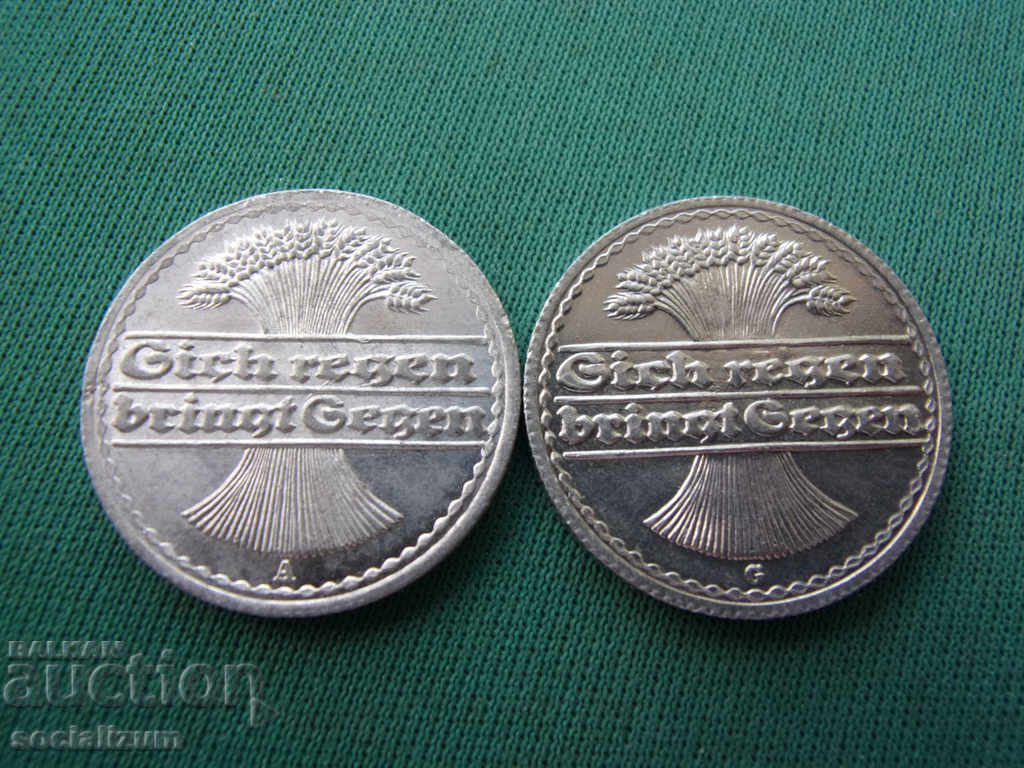 Sich regen
bringt Segen
A
Sich regen
bringt Segen
G
BALKAN
auction
socializum